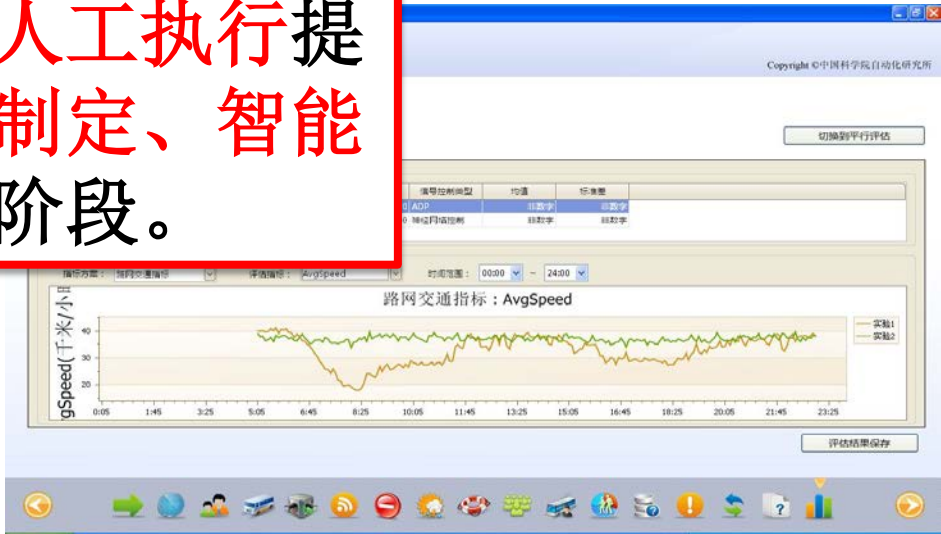 人工执行提
制定、智能
阶段。
Copyright ©中国科学院自动化研究所
切换到平行评估
信号控制类型 均值 标准差
ADP 非数字 非数字
0 神经网络控制 非数字 非数字
指标方案: 路网交通指标 评估指标: AvgSpeed 时间范围: 00:00 ~ 24:00
路网交通指标:AvgSpeed
gSpeed(千米/小
40
30
20
0:05 1:45 3:25 5:05 6:45 8:25 10:05 11:45 13:25 15:05 16:45 18:25 20:05 21:45 23:25
实验1
实验2
评估结果保存